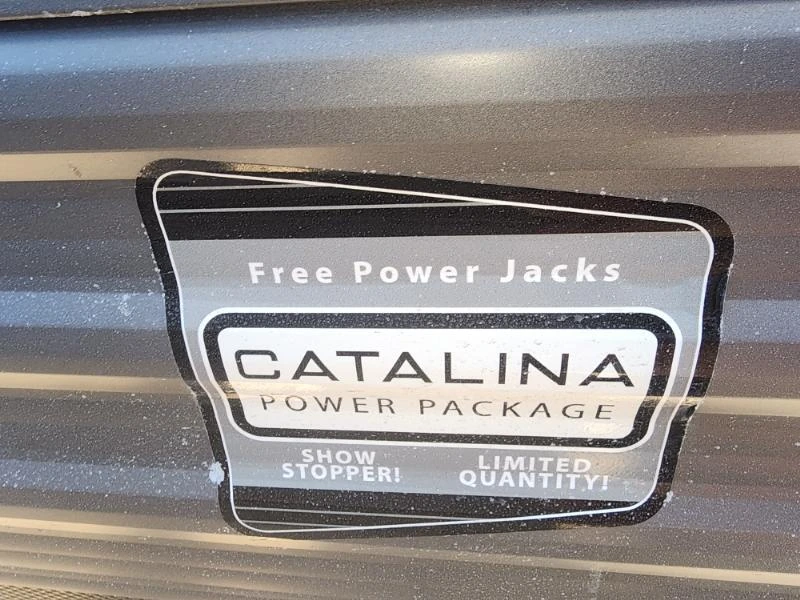 Free Power Jacks
CATALINA
POWER PACKAGE
SHOW
STOPPER!
LIMITED
QUANTITY!